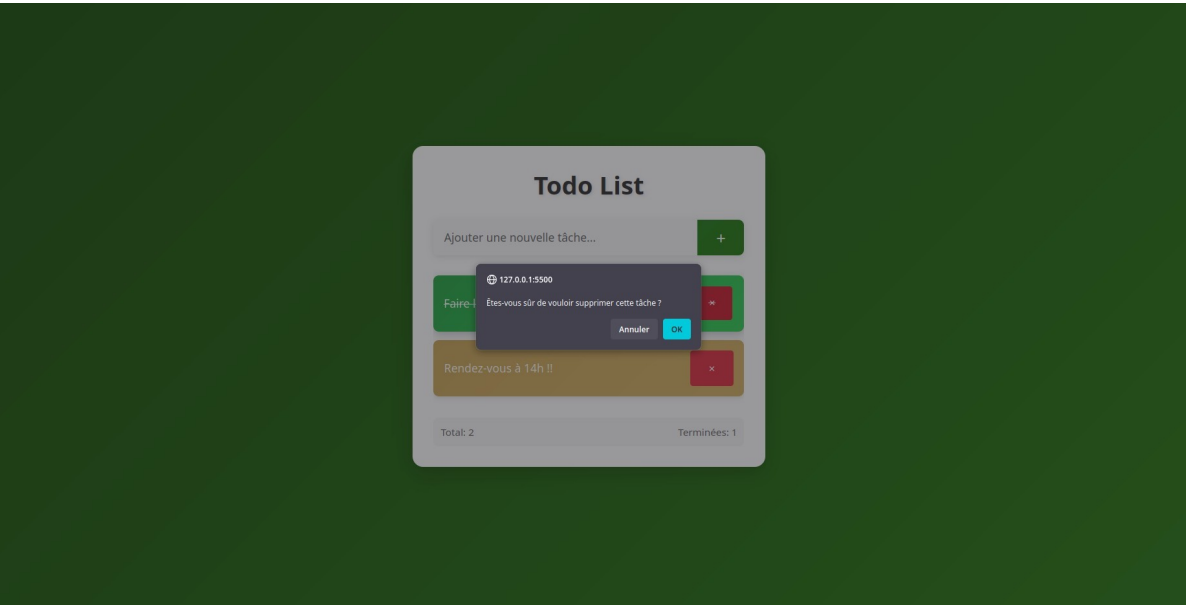 Todo List
Ajouter une nouvelle tâche...
+
127.0.0.1:5500
Êtes-vous sûr de vouloir supprimer cette tâche ?
Annuler OK
Faire
×
Rendez-vous à 14h !!
×
Total: 2
Terminées: 1